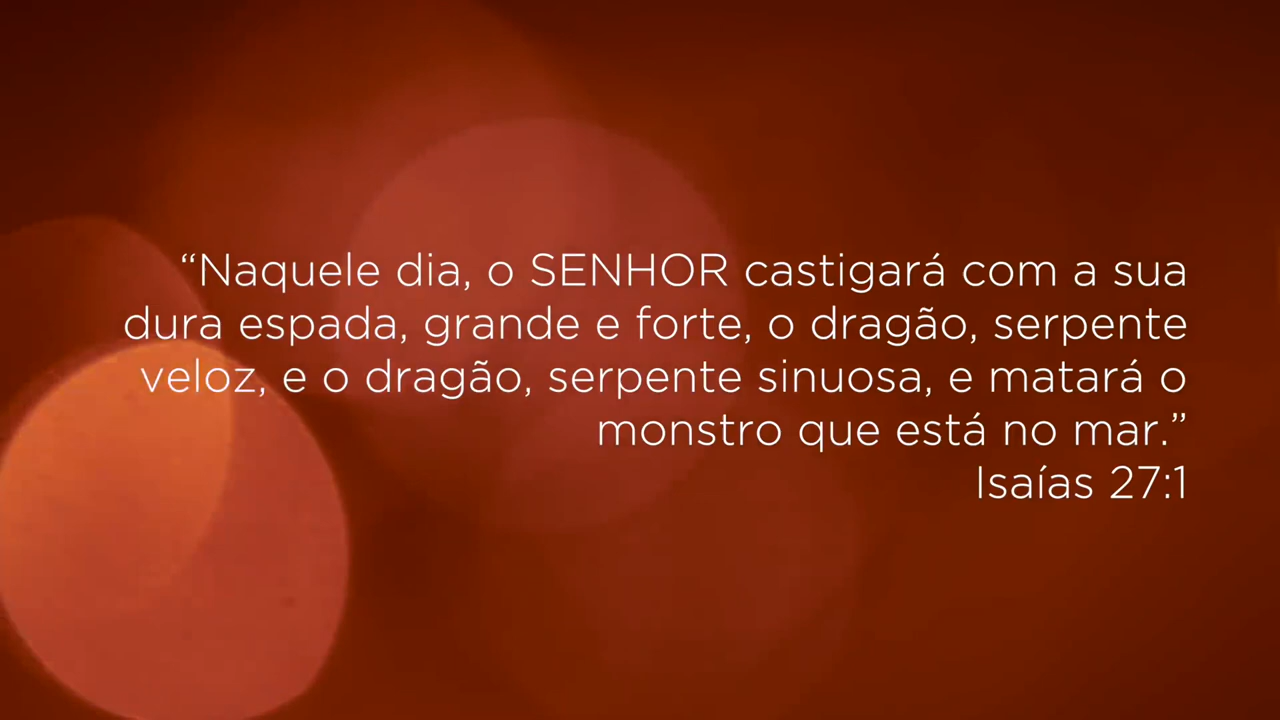 “Naquele dia, o SENHOR castigará com a sua
dura espada, grande e forte, o dragão, serpente
veloz, e o dragão, serpente sinuosa, e matará o
monstro que está no mar.”
Isaías 27:1